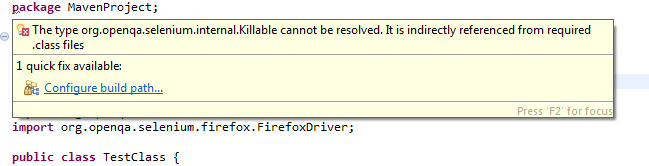 package MavenProject;
The type org.openqa.selenium.internal.Killable cannot be resolved. It is indirectly referenced from required
.class files
1 quick fix available:
Configure build path...
Press 'F2' for focus
import org.openqa.selenium.firefox.FirefoxDriver;
public class TestClass {